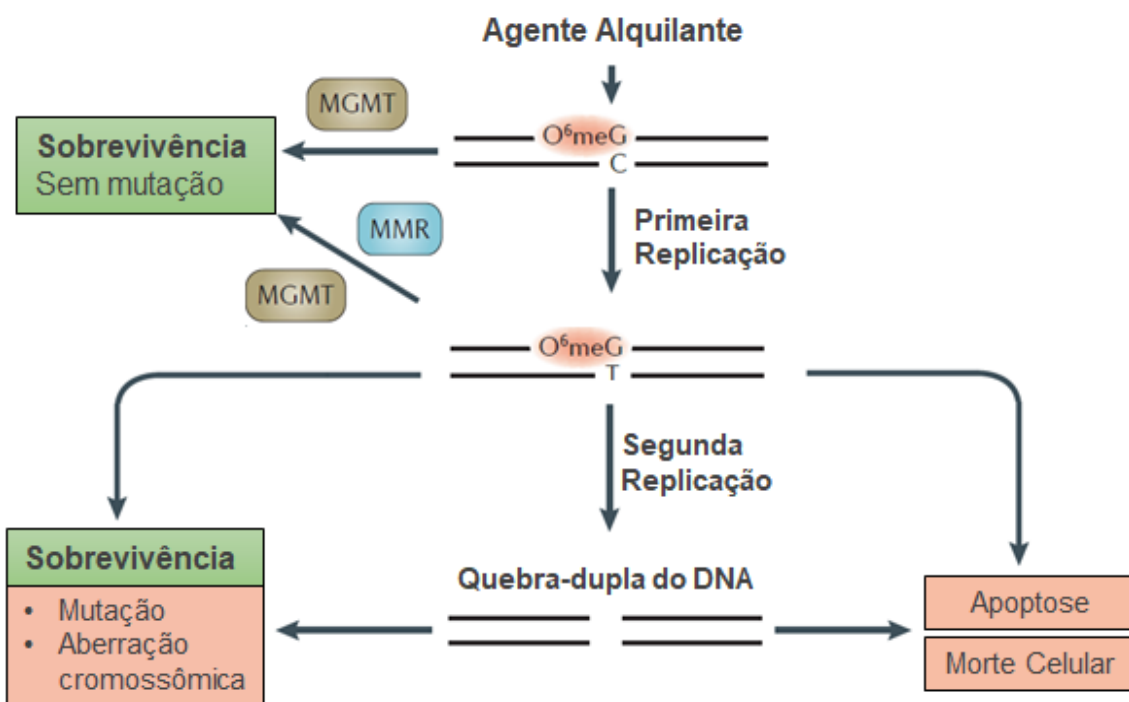 Agente Alquilante
MGMT
O⁶meG
C
Sobrevivência
Sem mutação
MMR
Primeira
Replicação
MGMT
O⁶meG
T
Segunda
Replicação
Sobrevivência
• Mutação
• Aberração
cromossômica
Quebra-dupla do DNA
Apoptose
Morte Celular